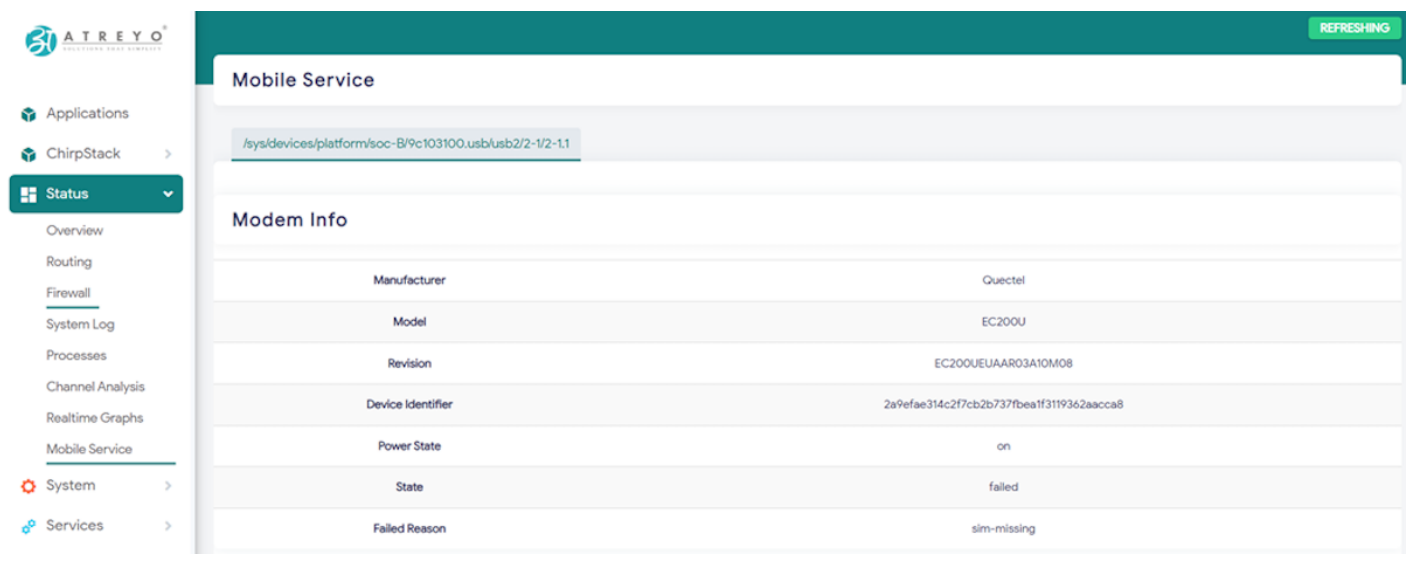 ATREYO®
REFRESHING
Mobile Service
Applications
ChirpStack
Status
Overview
Routing
Firewall
System Log
Processes
Channel Analysis
Realtime Graphs
Mobile Service
System
Services
/sys/devices/platform/soc-B/9c103100.usb/usb2/2-1/2-1.1
Modem Info
Manufacturer Quectel
Model EC200U
Revision EC200UEUAAR03A10M08
Device Identifier 2a9efae314c2f7cb2b737fbea1f3119362aacca8
Power State on
State failed
Failed Reason sim-missing